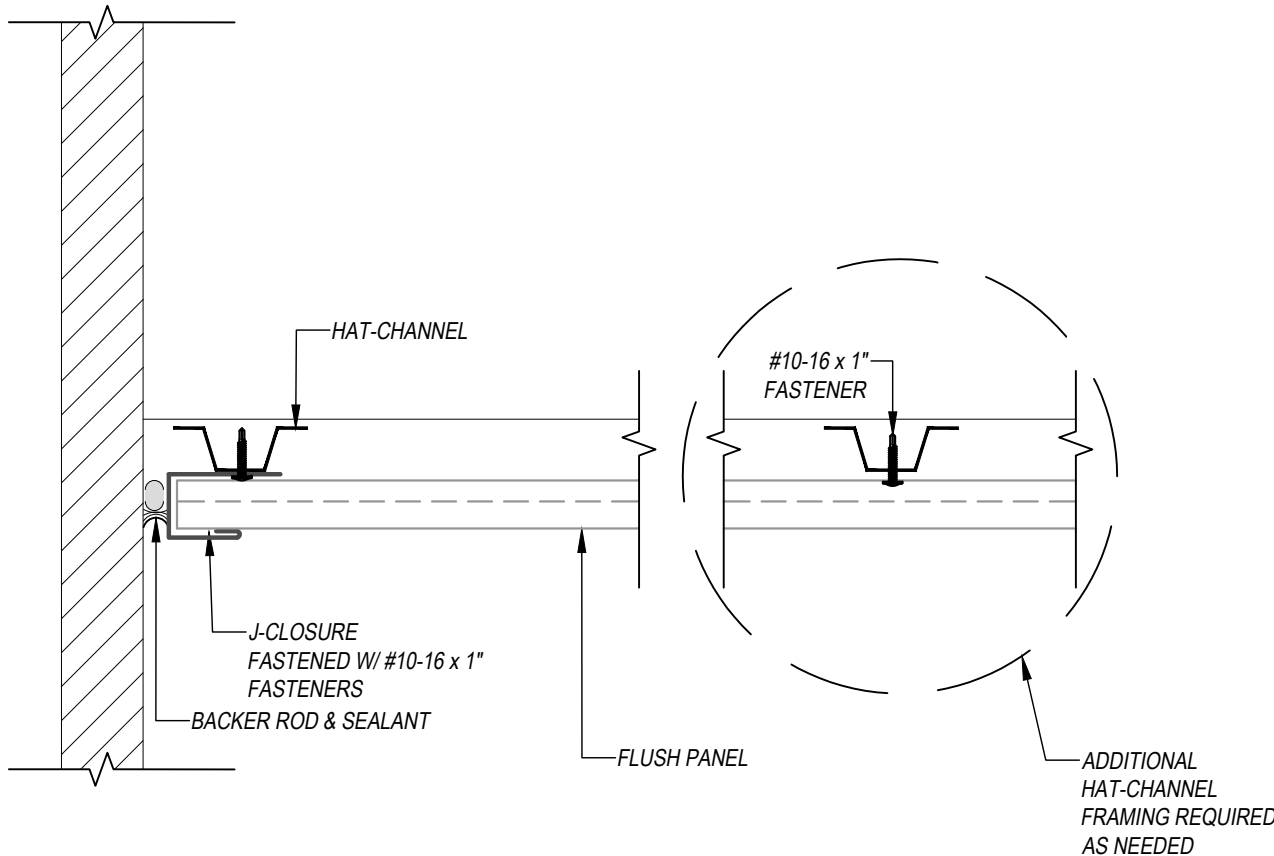 HAT-CHANNEL
#10-16 x 1"
FASTENER
J-CLOSURE
FASTENED W/ #10-16 x 1"
FASTENERS
BACKER ROD & SEALANT
FLUSH PANEL
ADDITIONAL
HAT-CHANNEL
FRAMING REQUIRED
AS NEEDED